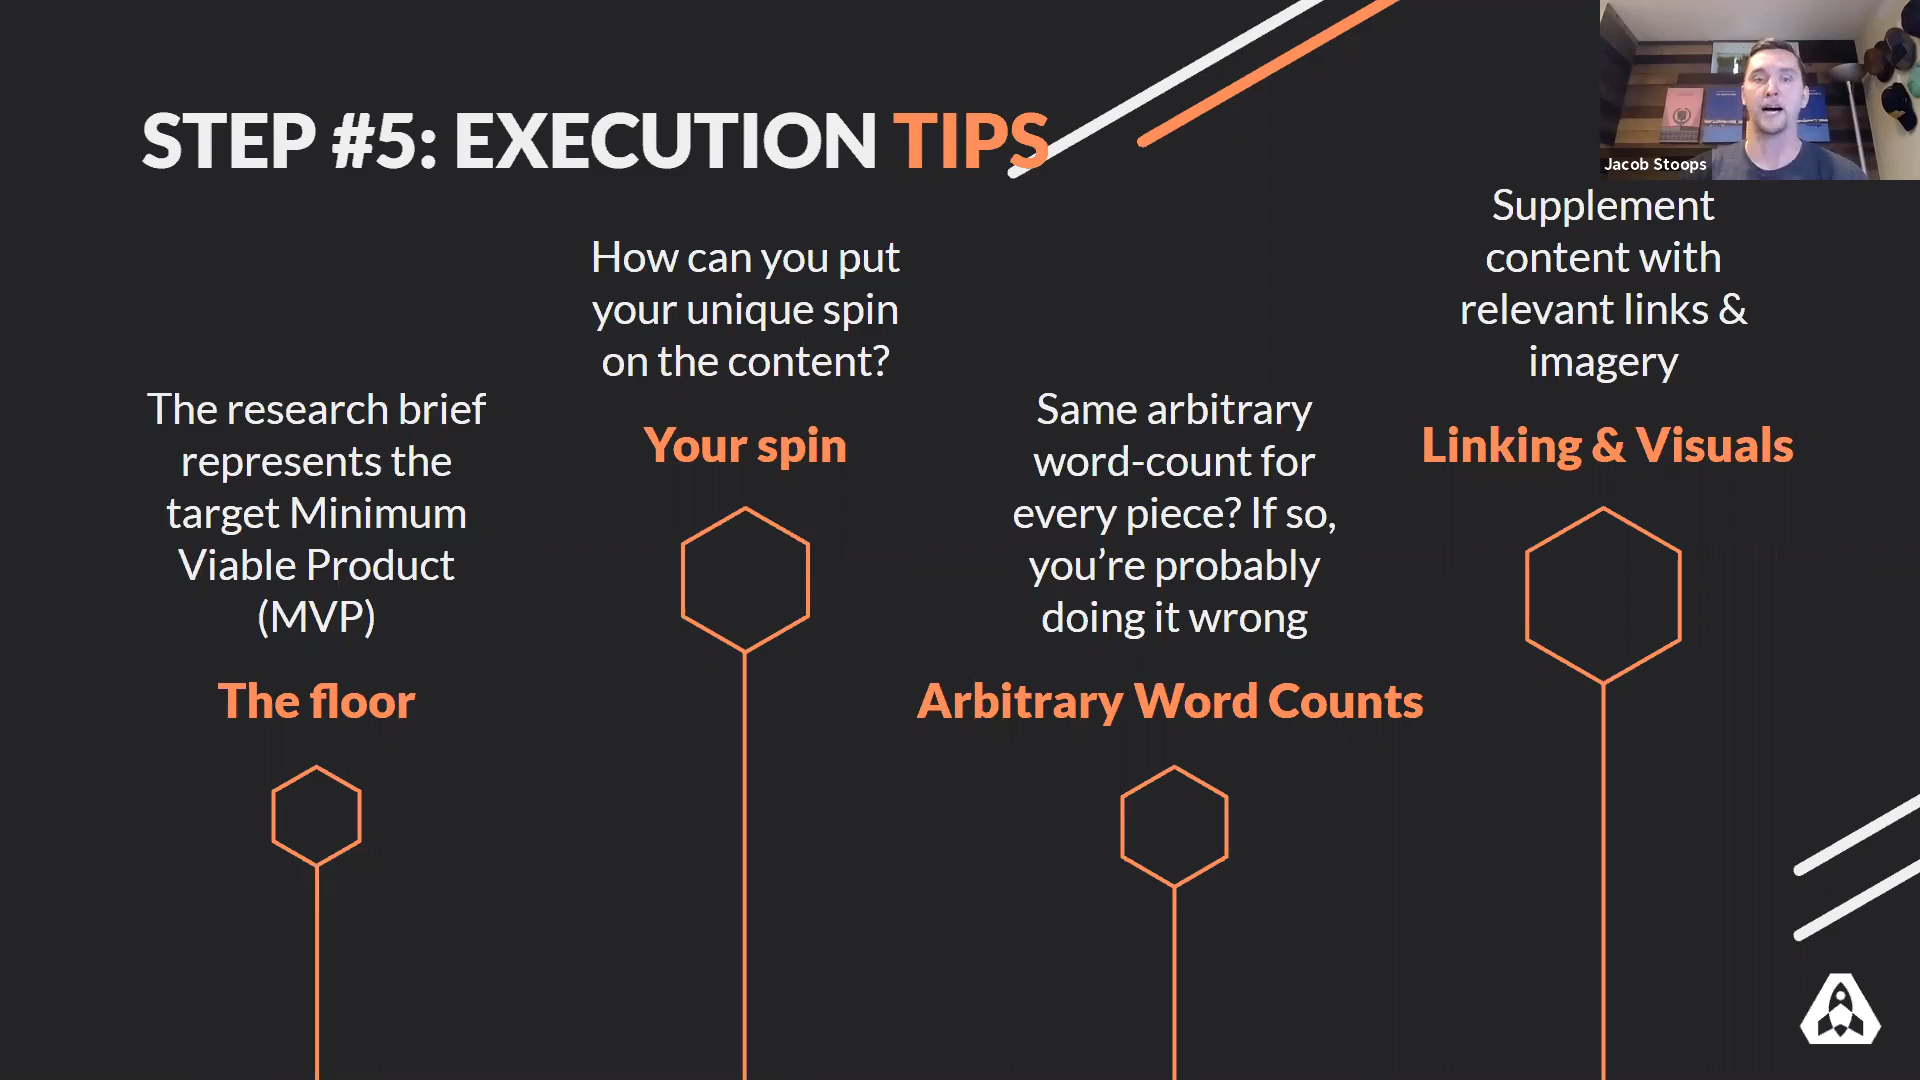 STEP #5: EXECUTION TIPS
Jacob Stoops
The research brief
represents the
target Minimum
Viable Product
(MVP)
The floor
How can you put
your unique spin
on the content?
Your spin
Same arbitrary
word-count for
every piece? If so,
you’re probably
doing it wrong
Arbitrary Word Counts
Supplement
content with
relevant links &
imagery
Linking & Visuals